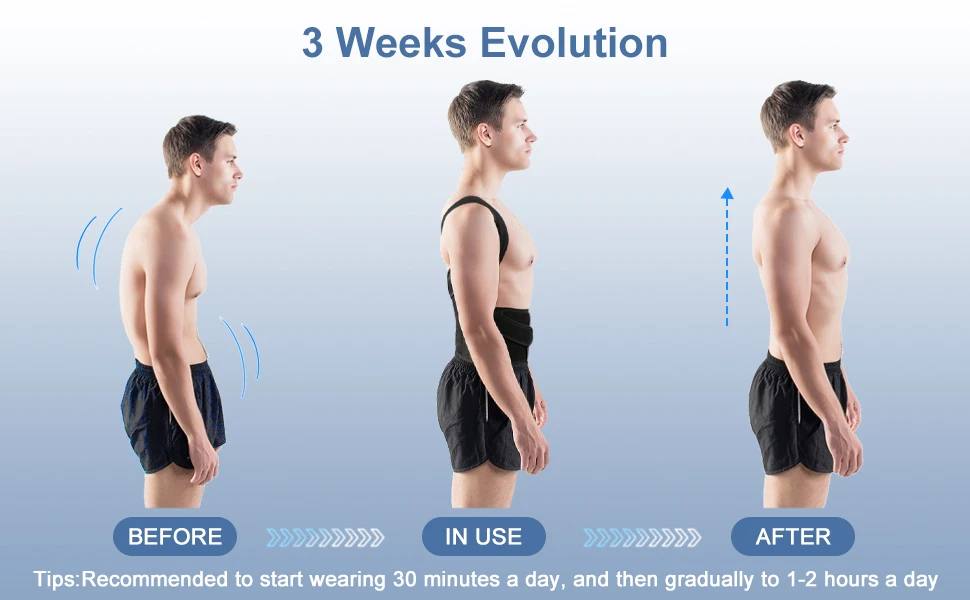 3 Weeks Evolution
BEFORE
IN USE
AFTER
Tips:Recommended to start wearing 30 minutes a day, and then gradually to 1-2 hours a day